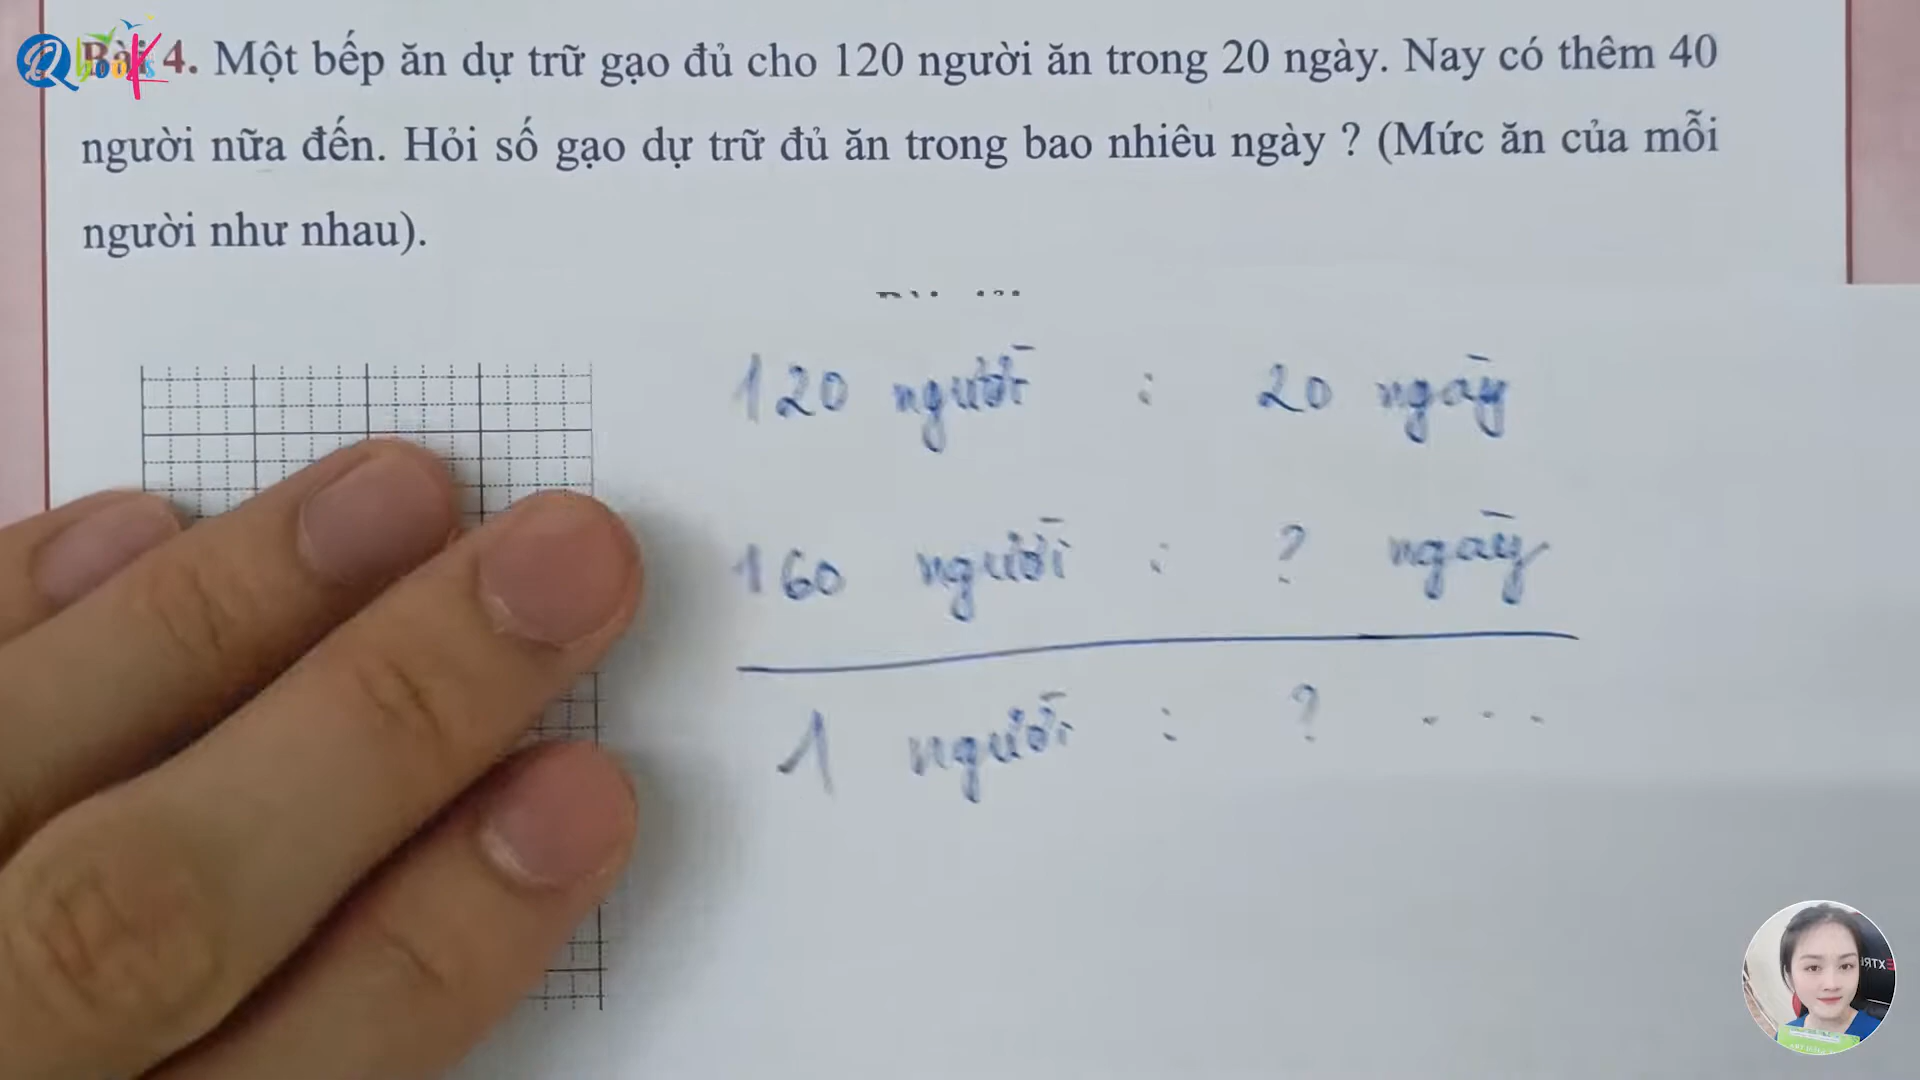 Bài 4. Một bếp ăn dự trữ gạo đủ cho 120 người ăn trong 20 ngày. Nay có thêm 40
người nữa đến. Hỏi số gạo dự trữ đủ ăn trong bao nhiêu ngày ? (Mức ăn của mỗi
người như nhau).
120 người : 20 ngày
160 người : ? ngày
1 người : ? ...